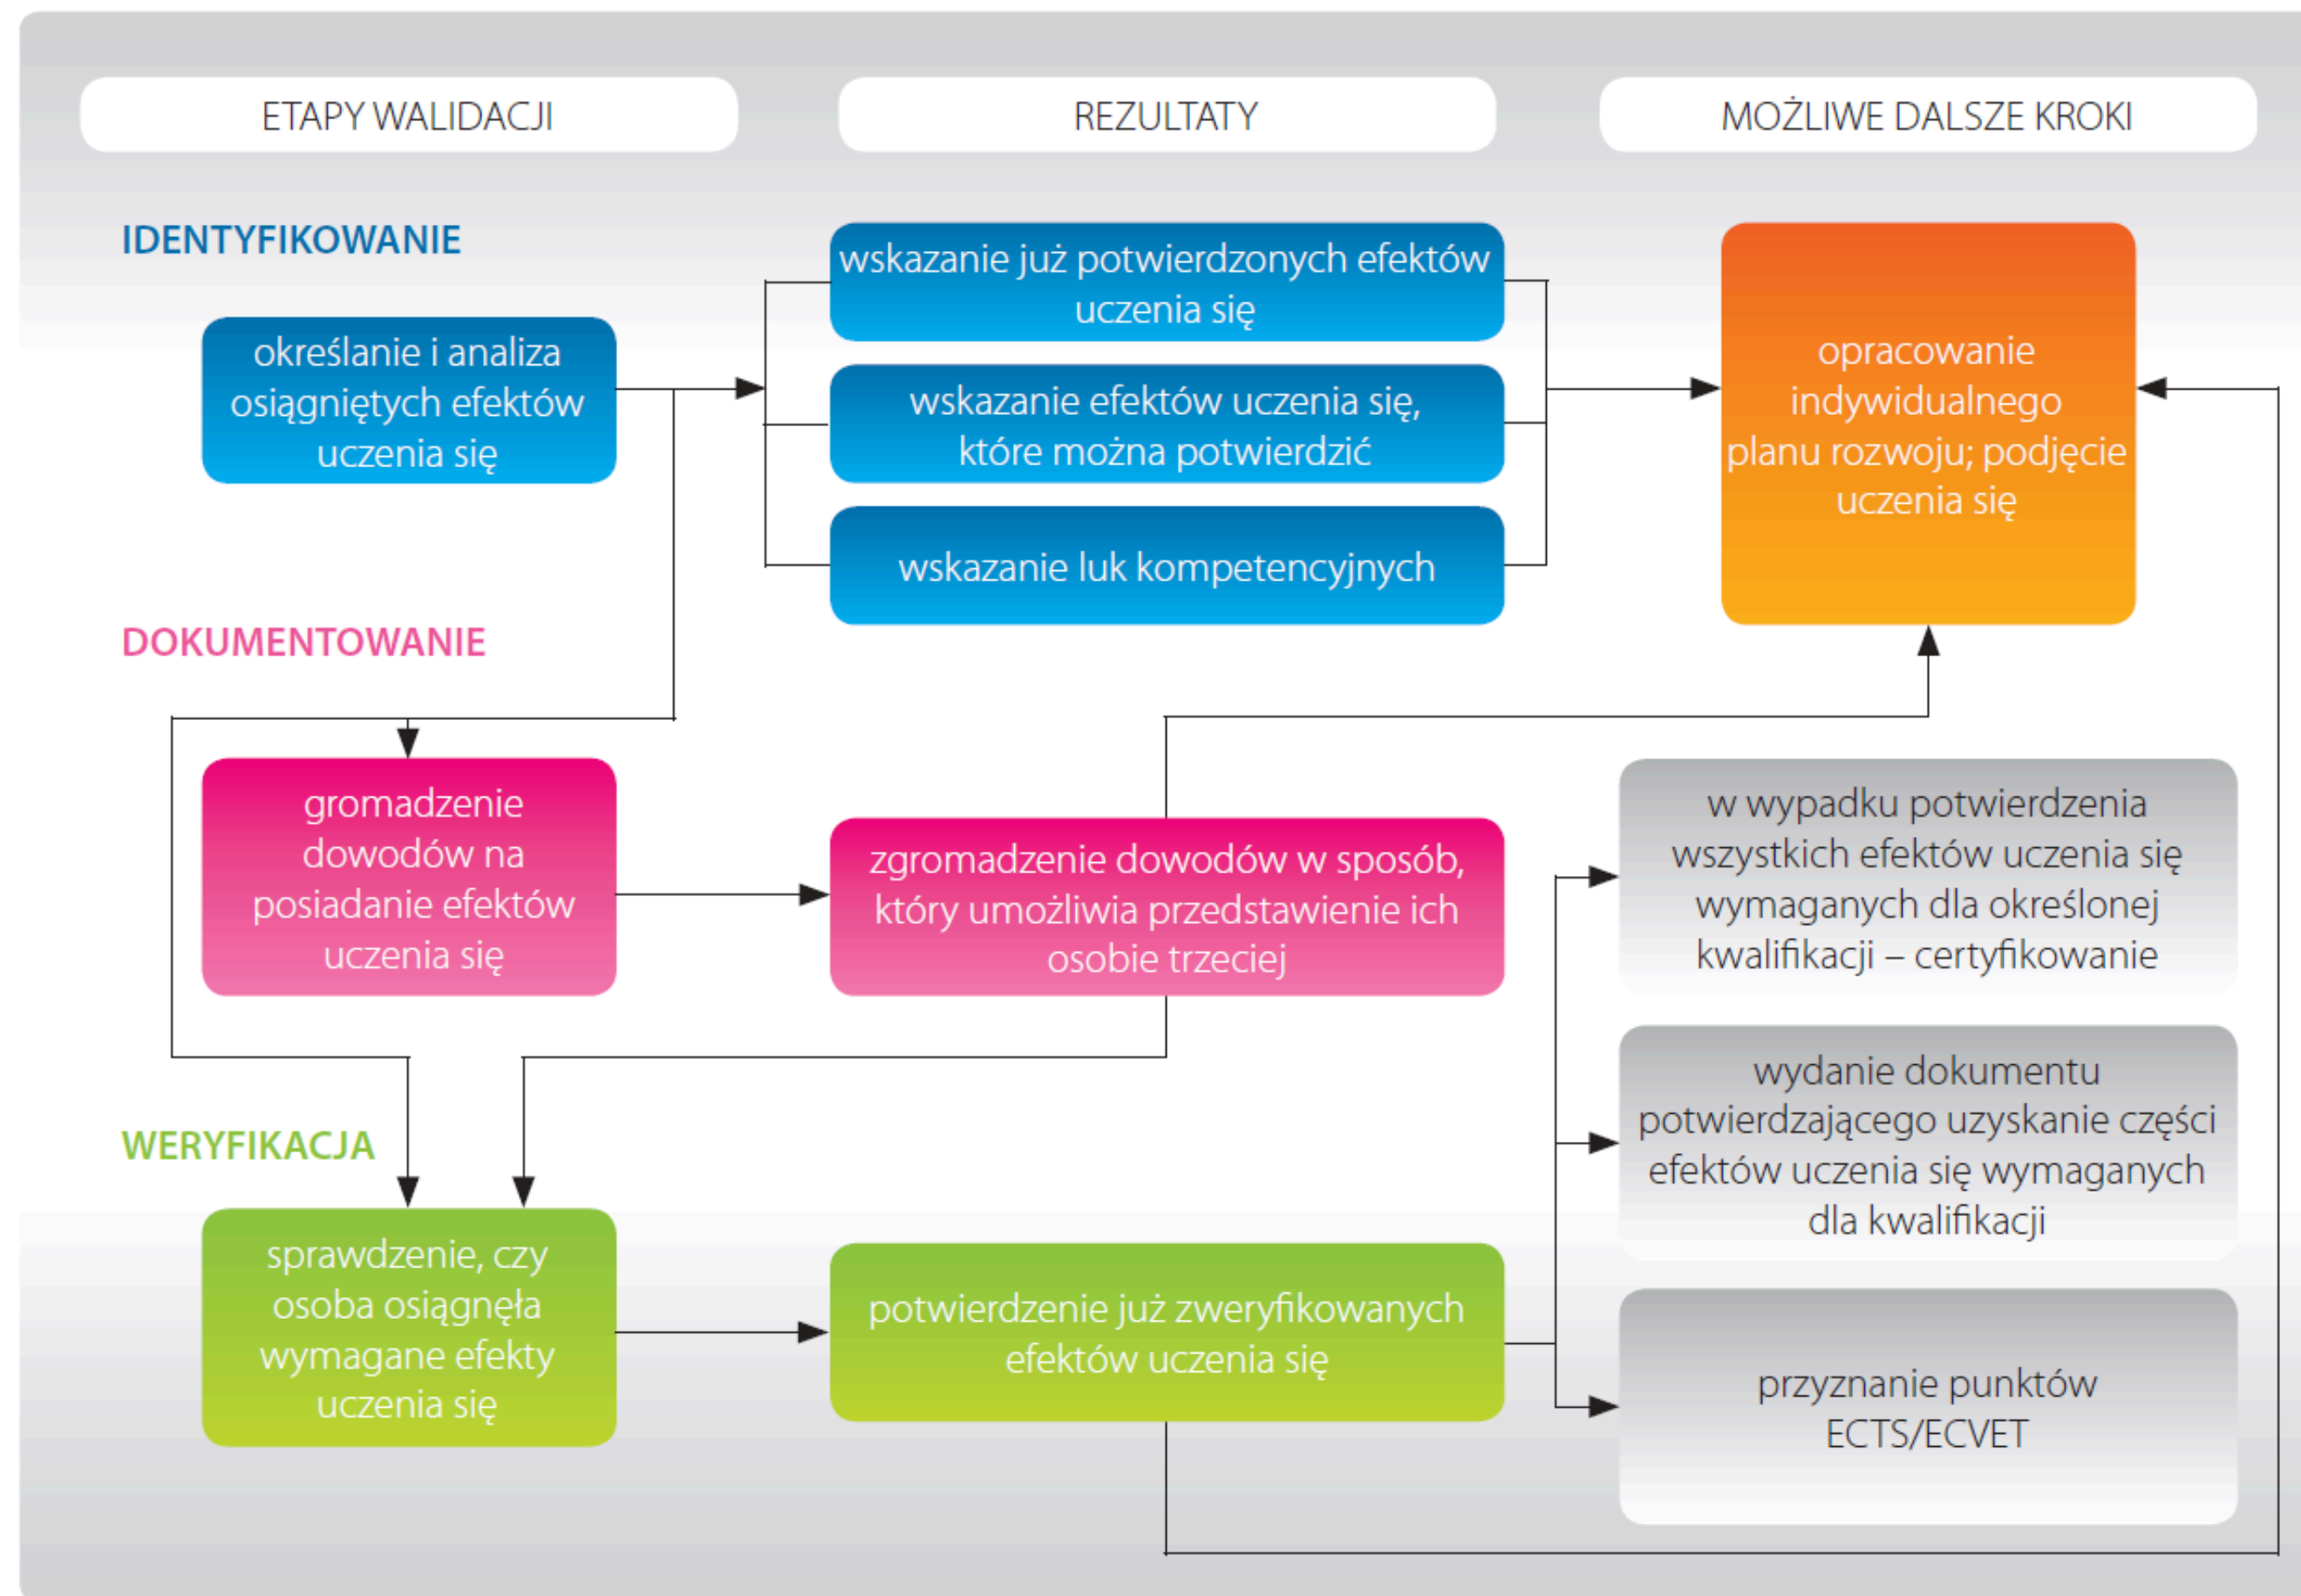 ETAPY WALIDACJI
REZULTATY
MOŻLIWE DALSZE KROKI
IDENTYFIKOWANIE
określanie i analiza
osiągniętych efektów
uczenia się
wskazanie już potwierdzonych efektów
uczenia się
wskazanie efektów uczenia się,
które można potwierdzić
wskazanie luk kompetencyjnych
opracowanie
indywidualnego
planu rozwoju; podjęcie
uczenia się
DOKUMENTOWANIE
gromadzenie
dowodów na
posiadanie efektów
uczenia się
zgromadzenie dowodów w sposób,
który umożliwia przedstawienie ich
osobie trzeciej
w wypadku potwierdzenia
wszystkich efektów uczenia się
wymaganych dla określonej
kwalifikacji – certyfikowanie
wydanie dokumentu
potwierdzającego uzyskanie części
efektów uczenia się wymaganych
dla kwalifikacji
WERYFIKACJA
sprawdzenie, czy
osoba osiągnęła
wymagane efekty
uczenia się
potwierdzenie już zweryfikowanych
efektów uczenia się
przyznanie punktów
ECTS/ECVET